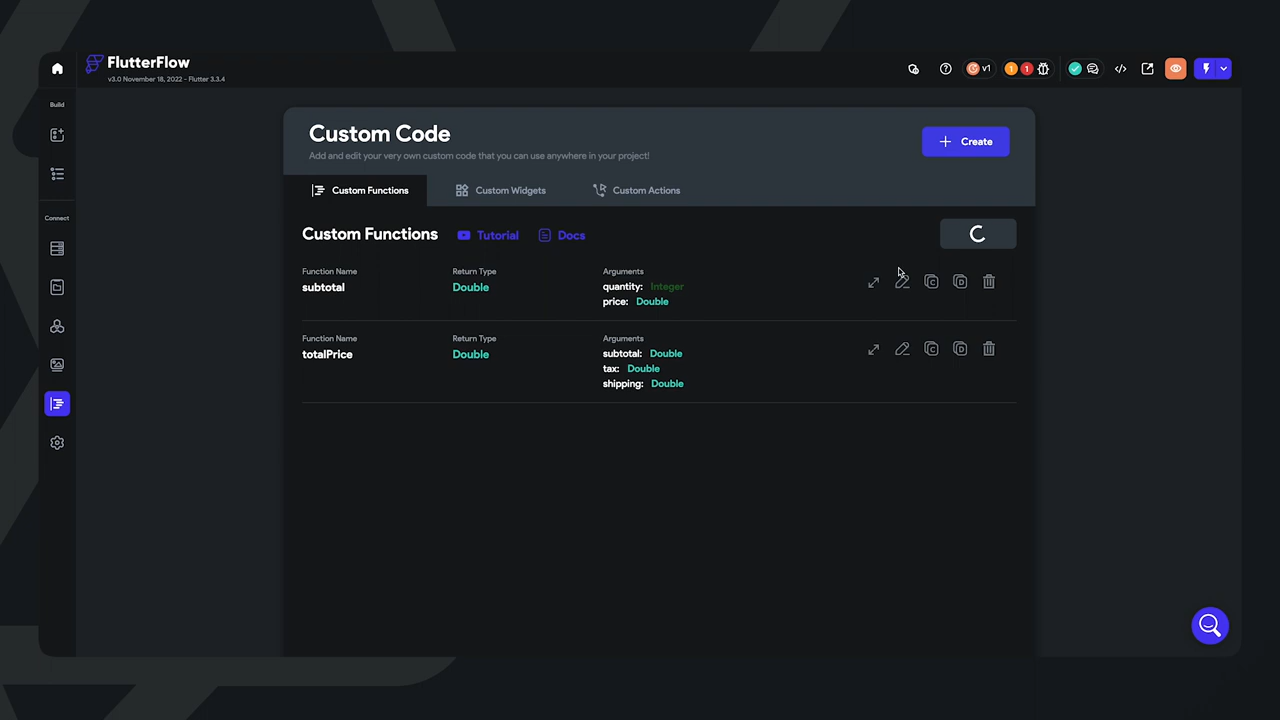 FlutterFlow
v3.0 November 18, 2022 - Flutter 3.3.4
v1
1
1
Build
Connect
Custom Code
Add and edit your very own custom code that you can use anywhere in your project!
Create
Custom Functions
Custom Widgets
Custom Actions
Custom Functions
Tutorial
Docs
Function Name
Return Type
Arguments
subtotal
Double
quantity: Integer
price: Double
Function Name
Return Type
Arguments
totalPrice
Double
subtotal: Double
tax: Double
shipping: Double